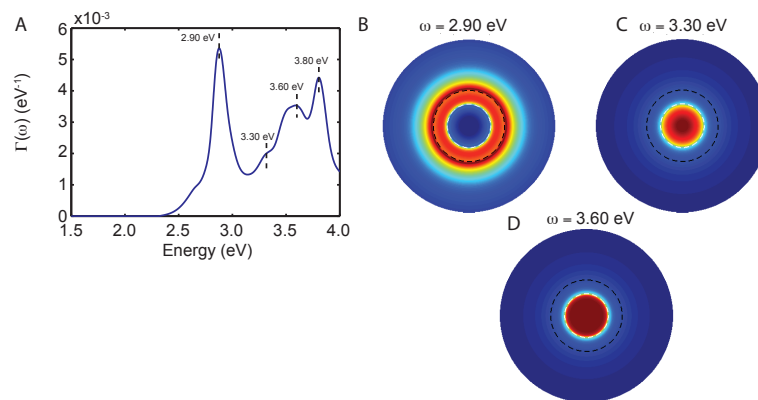 A
x10⁻³
Γ(ω) (eV⁻¹)
6
5
4
3
2
1
0
2.90 eV
3.30 eV
3.60 eV
3.80 eV
1.5 2.0 2.5 3.0 3.5 4.0
Energy (eV)
B
ω = 2.90 eV
C
ω = 3.30 eV
D
ω = 3.60 eV